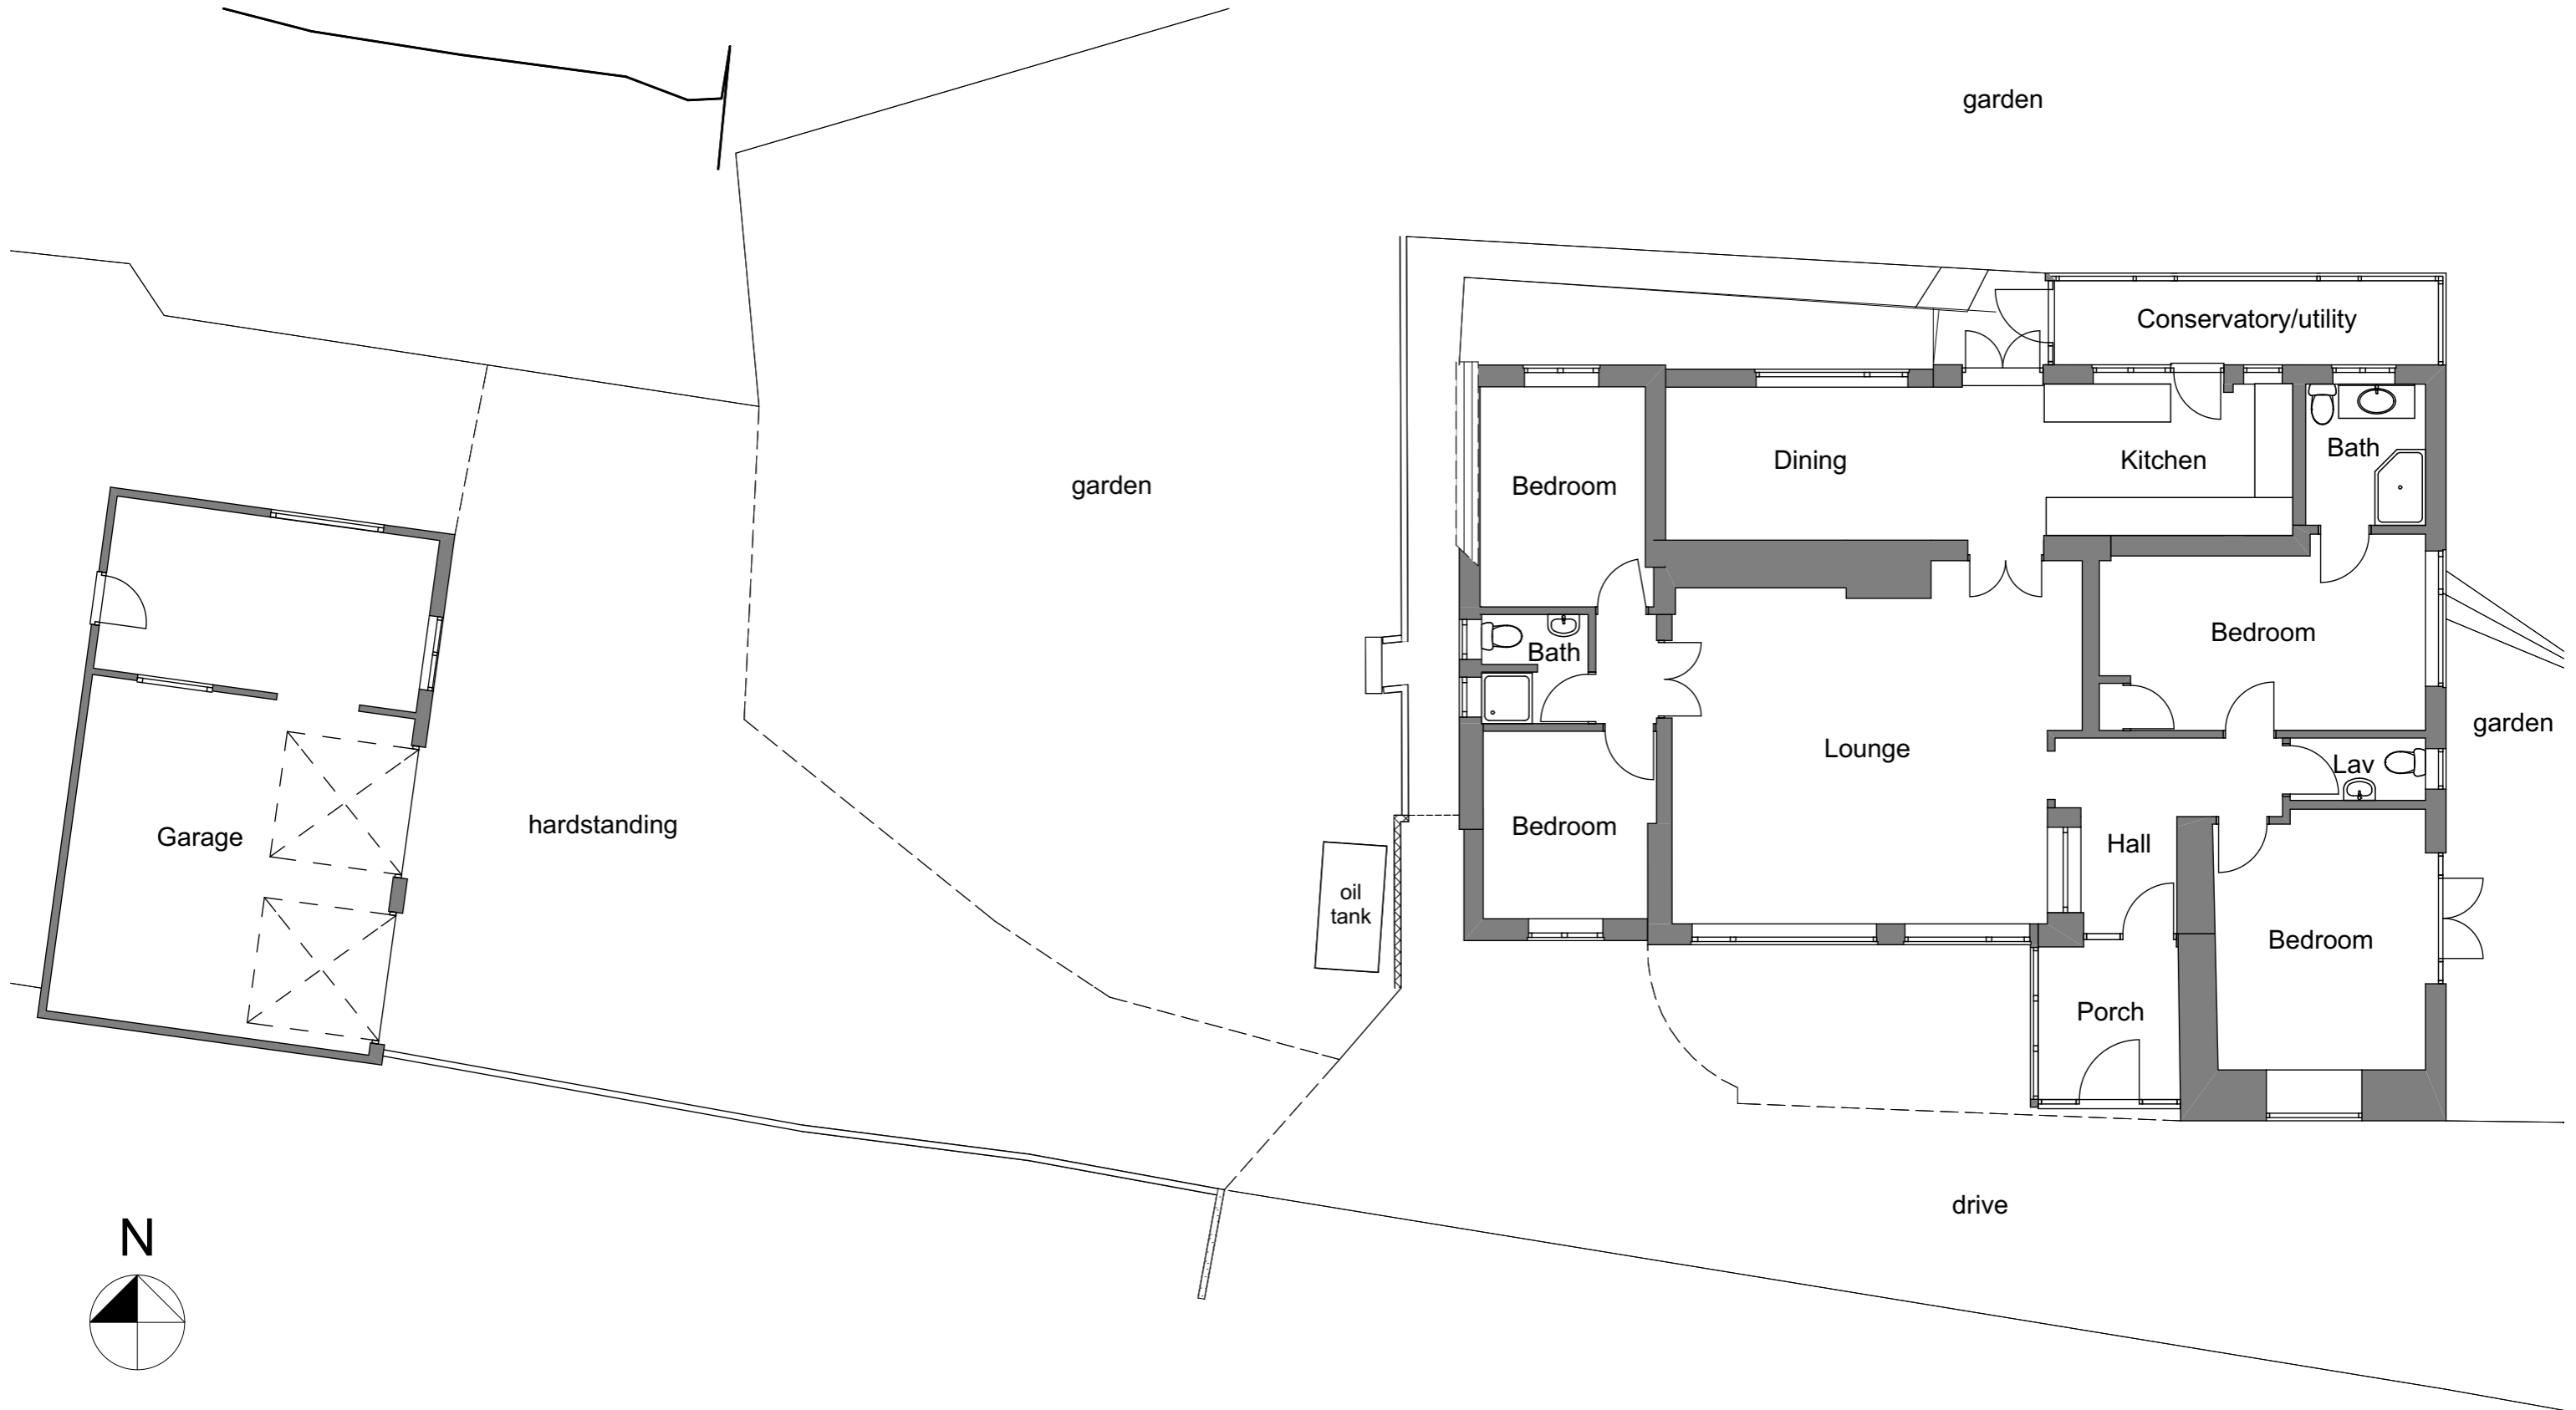 garden
Conservatory/utility
Dining
Kitchen
Bath
Bedroom
garden
Bedroom
Bath
garden
Lounge
Lav
Garage
hardstanding
Bedroom
Hall
oil
tank
Bedroom
Porch
drive
N